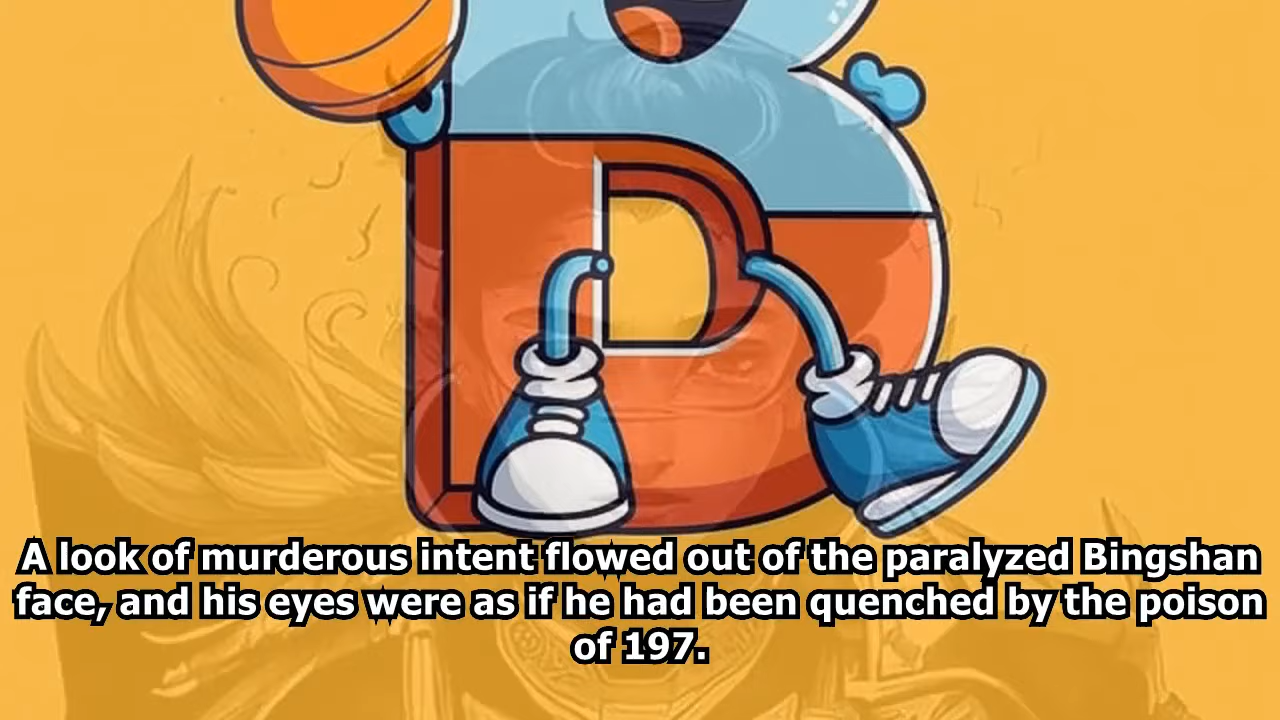 A look of murderous intent flowed out of the paralyzed Bingshan
face, and his eyes were as if he had been quenched by the poison
of 197.